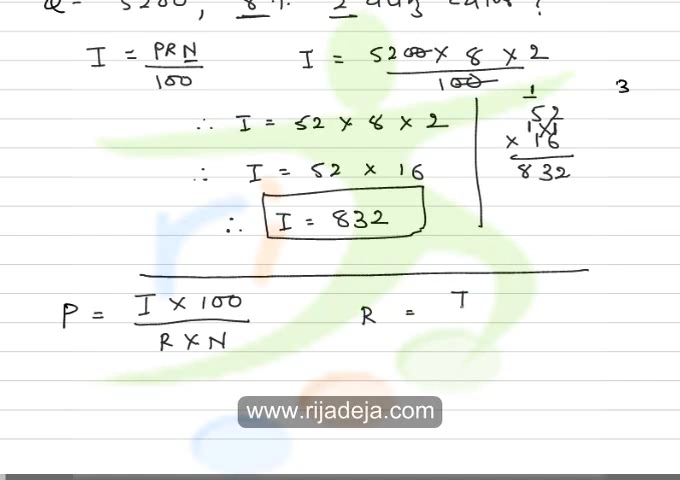 5200, 8%. 2
I = PRN/100 I = 5200 × 8 × 2/100
∴ I = 52 × 8 × 2
∴ I = 52 × 16
∴ I = 832
1
52
× 16
832
3
P = I × 100/R × N R = I
www.rijadeja.com